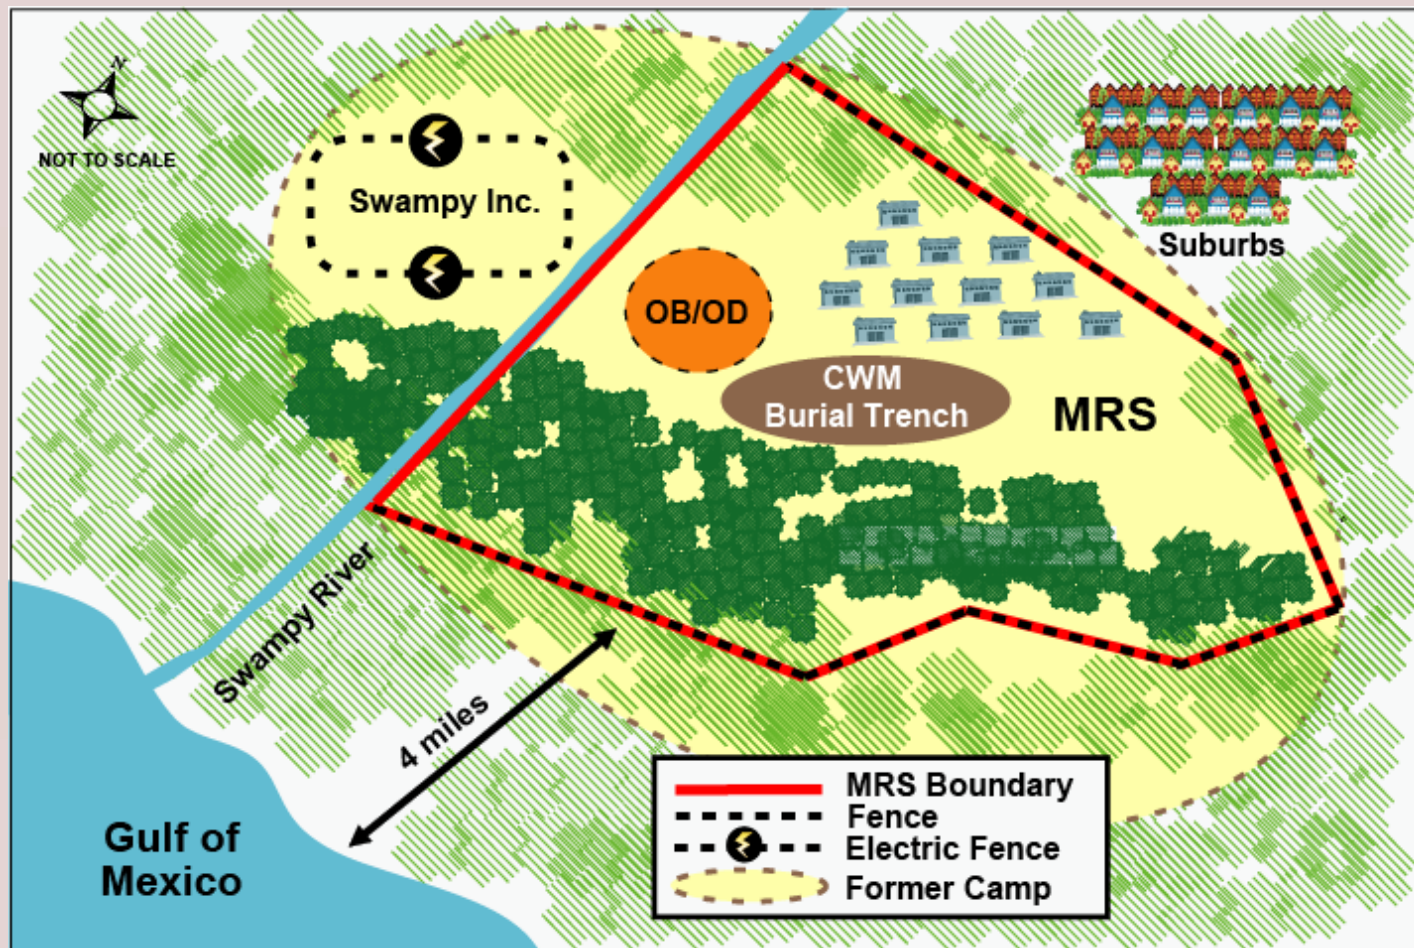 N
NOT TO SCALE
Swampy Inc.
Suburbs
OB/OD
CWM
Burial Trench
MRS
Swampy River
4 miles
Gulf of
Mexico
MRS Boundary
Fence
Electric Fence
Former Camp